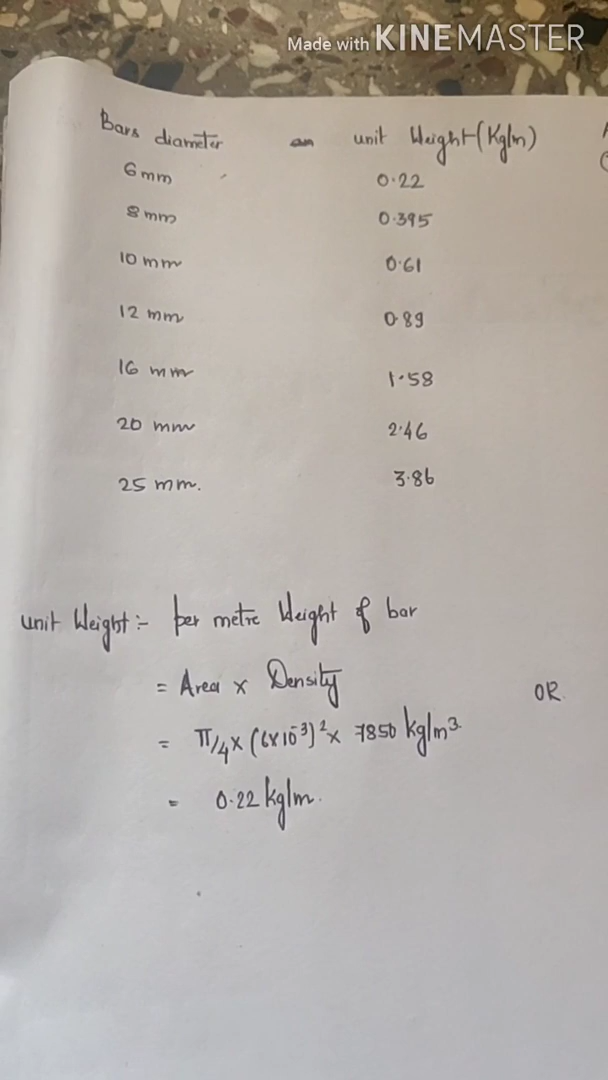 Made with KINEMASTER
Bars diameter unit Weight (Kg/m)
6 mm 0.22
8 mm 0.395
10 mm 0.61
12 mm 0.89
16 mm 1.58
20 mm 2.46
25 mm. 3.86
unit Weight :- per metre Weight of bar
= Area x Density
OR
= π/4 x (6x10⁻³)² x 7850 kg/m³.
= 0.22 kg/m.